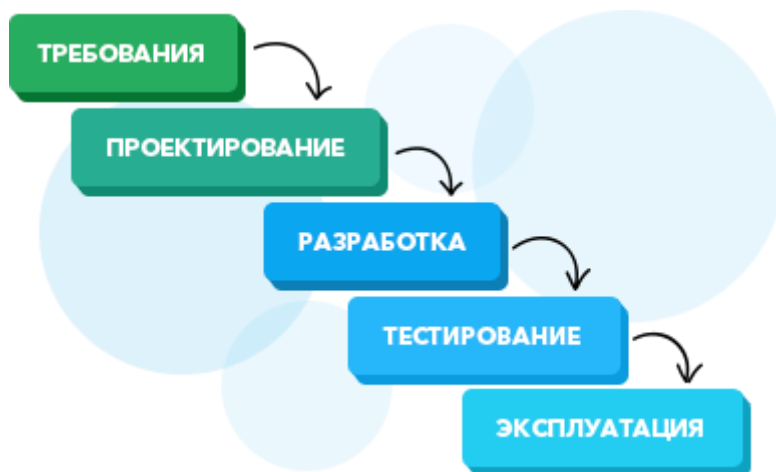 ТРЕБОВАНИЯ
ПРОЕКТИРОВАНИЕ
РАЗРАБОТКА
ТЕСТИРОВАНИЕ
ЭКСПЛУАТАЦИЯ